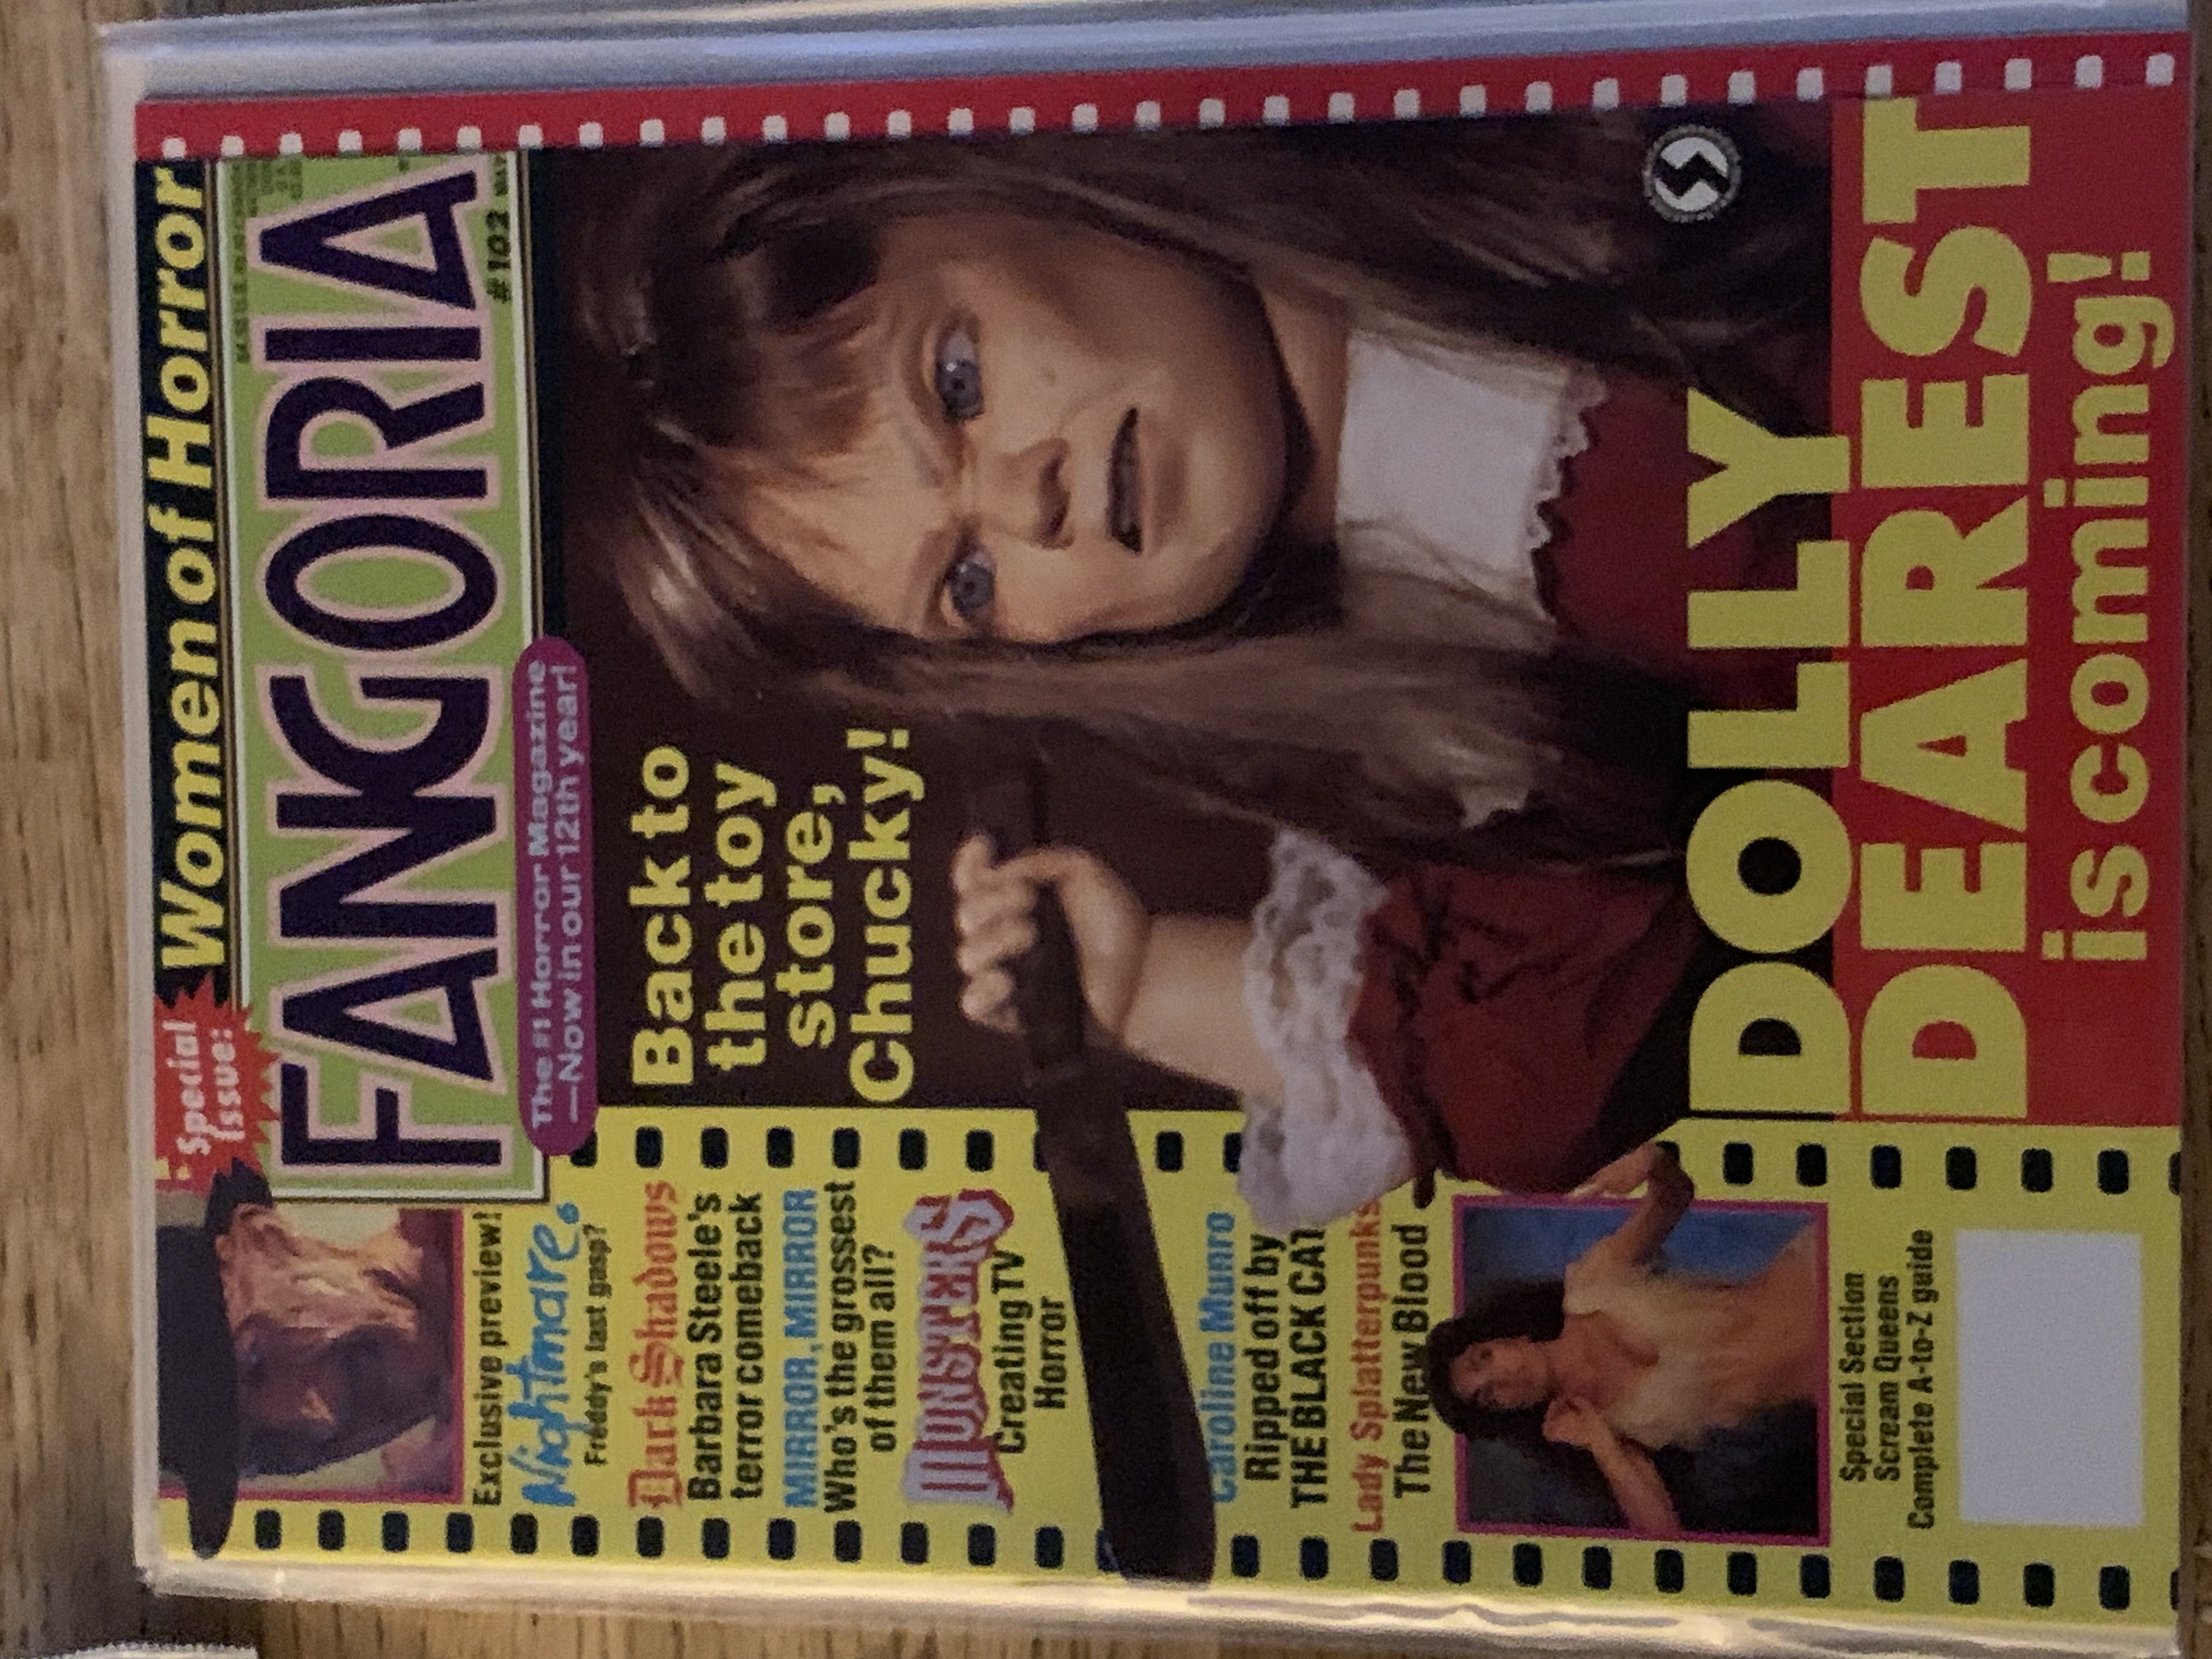 Special
Issue:
Women of Horror
FANGORIA
#102
MAY
The #1 Horror Magazine
—Now in our 12th year!
Exclusive preview!
Nightmare 6
Freddy's last gasp?
Dark Shadows
Barbara Steele's
terror comeback
MIRROR, MIRROR
Who's the grossest
of them all?
MONSTERS
Creating TV
Horror
Caroline Munro
Ripped off by
THE BLACK CAT
Lady Splatterpunks
The New Blood
Special Section
Scream Queens
Complete A-to-Z guide
Back to
the toy
store,
Chucky!
DOLLY
DEAREST
is coming!